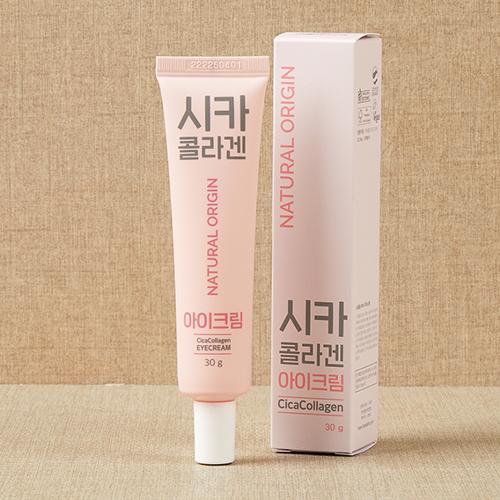 222250401
시카
콜라겐
NATURAL ORIGIN
아이크림
CicaCollagen
EYECREAM
30 g
NATURAL ORIGIN
시카
콜라겐
아이크림
CicaCollagen
30 g